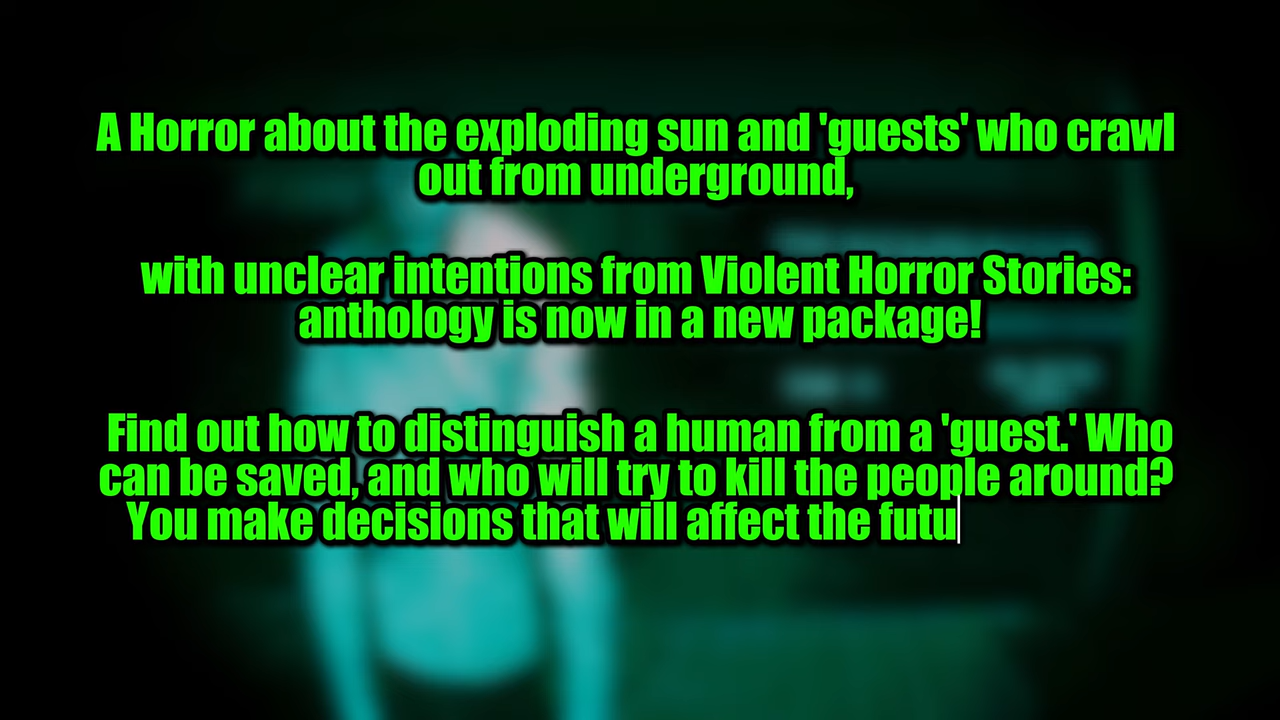 A Horror about the exploding sun and 'guests' who crawl
out from underground,
with unclear intentions from Violent Horror Stories:
anthology is now in a new package!
Find out how to distinguish a human from a 'guest.' Who
can be saved, and who will try to kill the people around?
You make decisions that will affect the futu